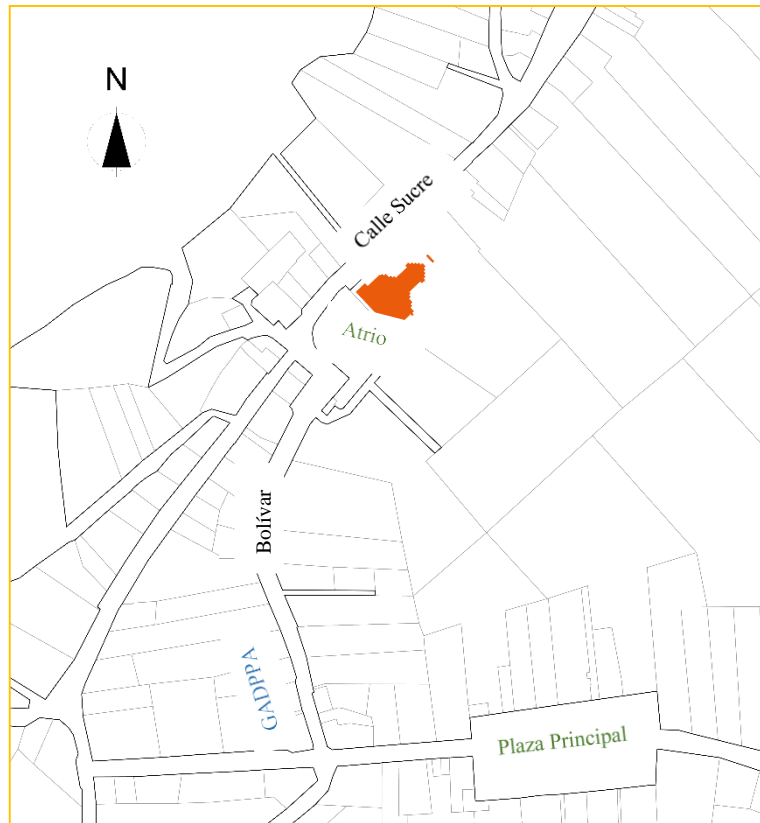 N
Calle Sucre
Atrio
Bolívar
GADPPA
Plaza Principal